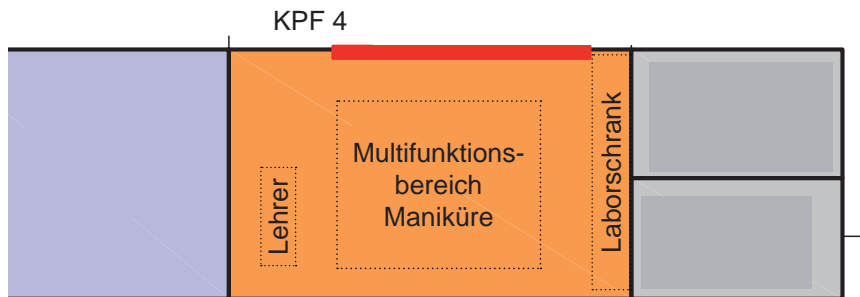 KPF 4
Multifunktions-
bereich
Maniküre
Lehrer
Laborschrank